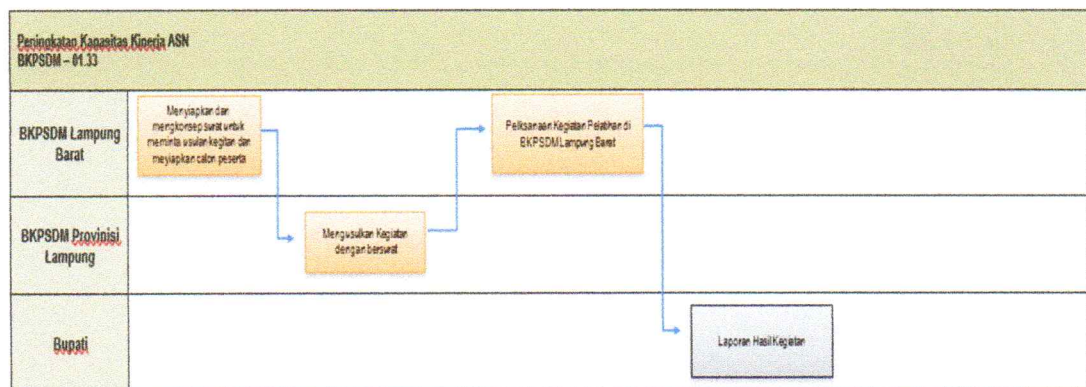 Peningkatan Kapasitas Kinerja ASN
BKPSDM – 01.33
BKPSDM Lampung
Barat
Menyiapkan dan
mengkonsep surat untuk
meminta usulan kegitan dan
meyiapkan calon peserta
Pelksanaan Kegiatan Pelatihan di
BKPSDM Lampung Barat
BKPSDM Provinisi
Lampung
Mengusulkan Kegiatan
dengan bersurat
Bupati
Laporan Hasil Kegiatan